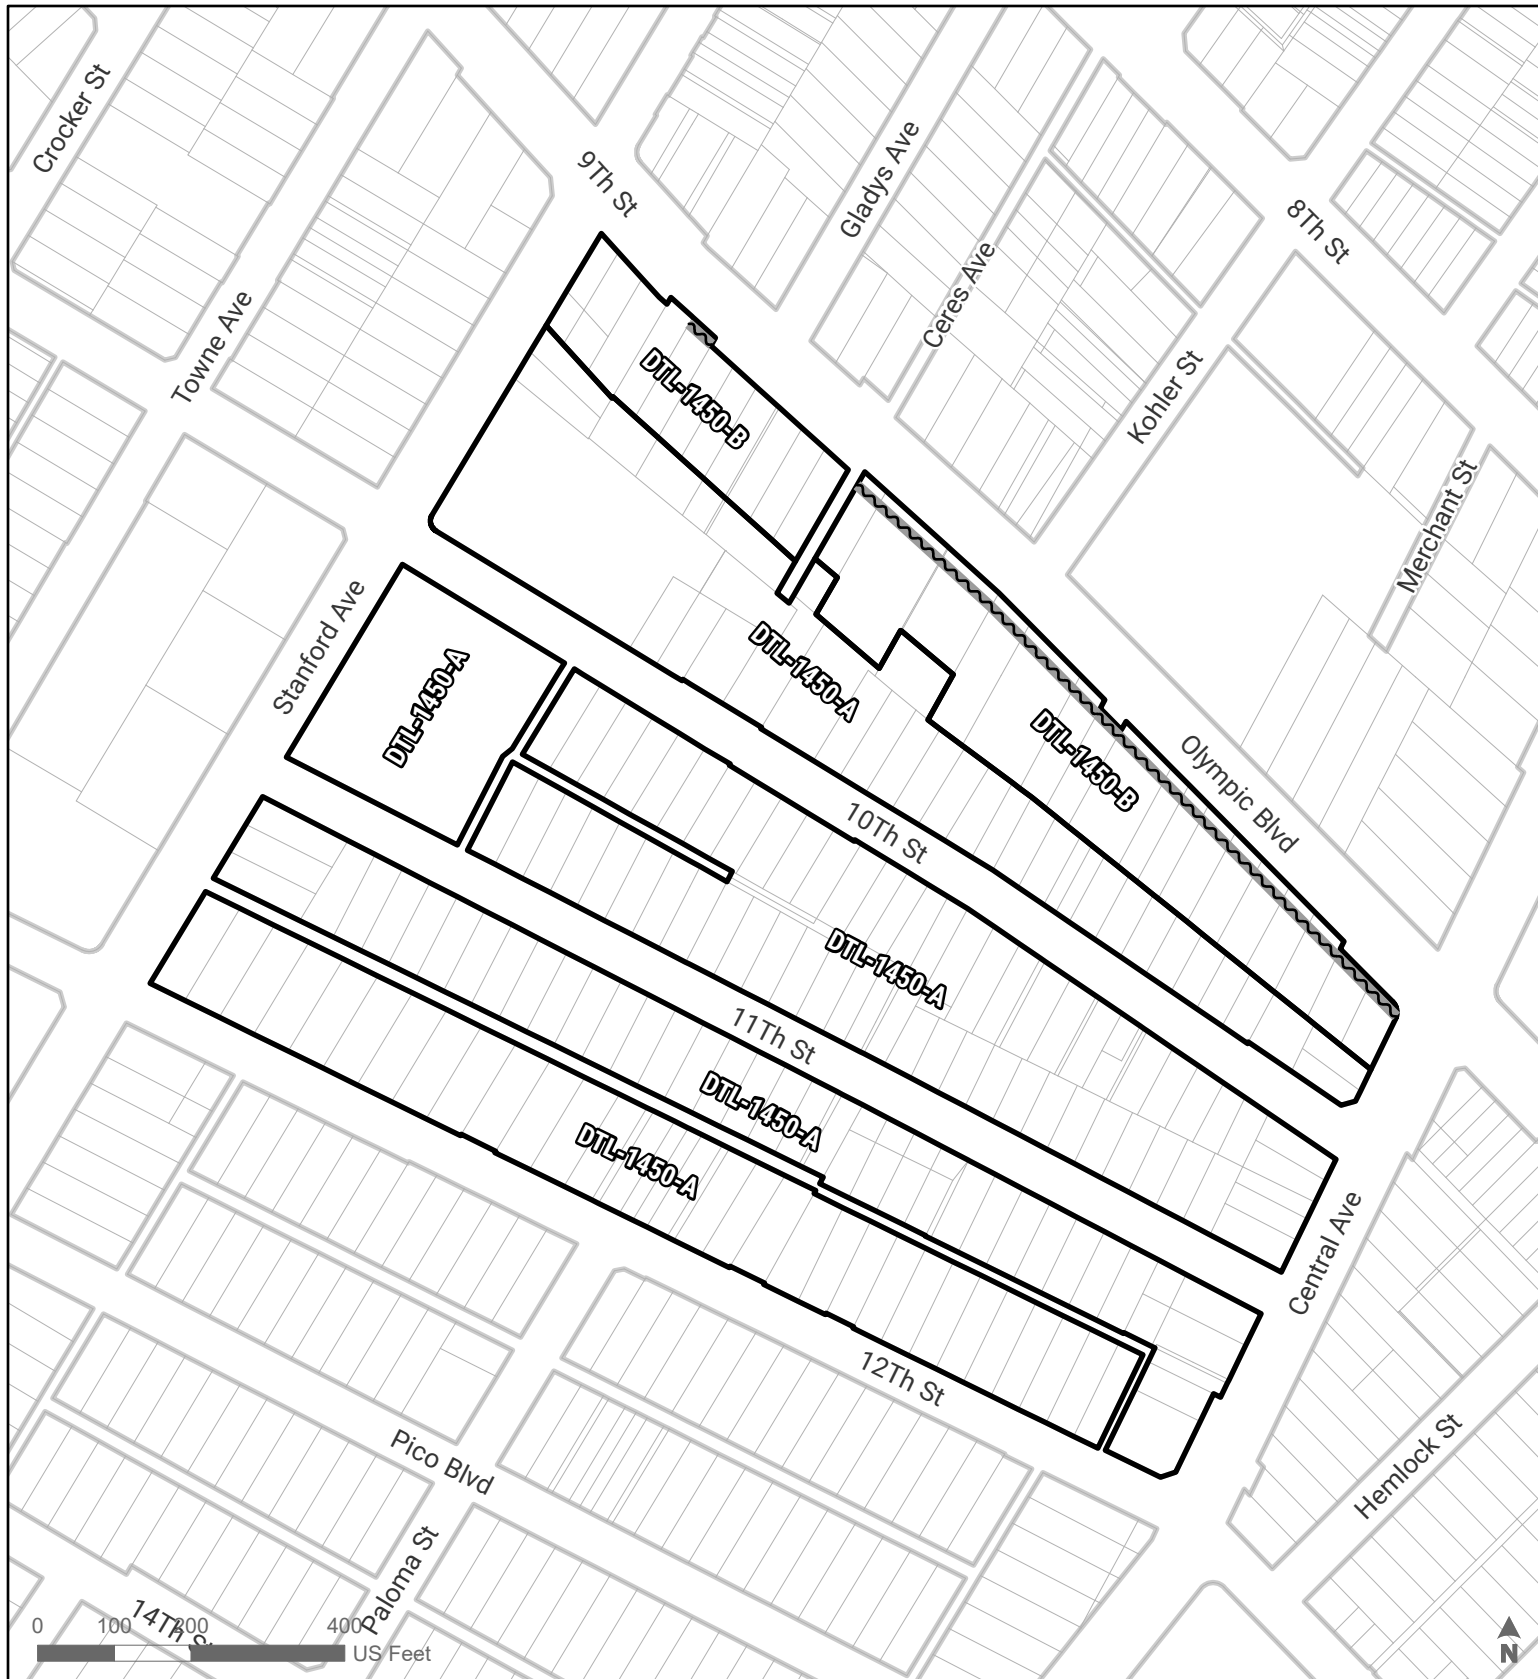 Crocker St
9Th St
Gladys Ave
8Th St
Ceres Ave
Towne Ave
Kohler St
DTL-1450-B
Merchant St
Stanford Ave
DTL-1450-A
DTL-1450-A
DTL-1450-B
Olympic Blvd
10Th St
DTL-1450-A
11Th St
DTL-1450-A
DTL-1450-A
Central Ave
12Th St
Hemlock St
Pico Blvd
Paloma St
14Th St
0 100 200 400
US Feet
N